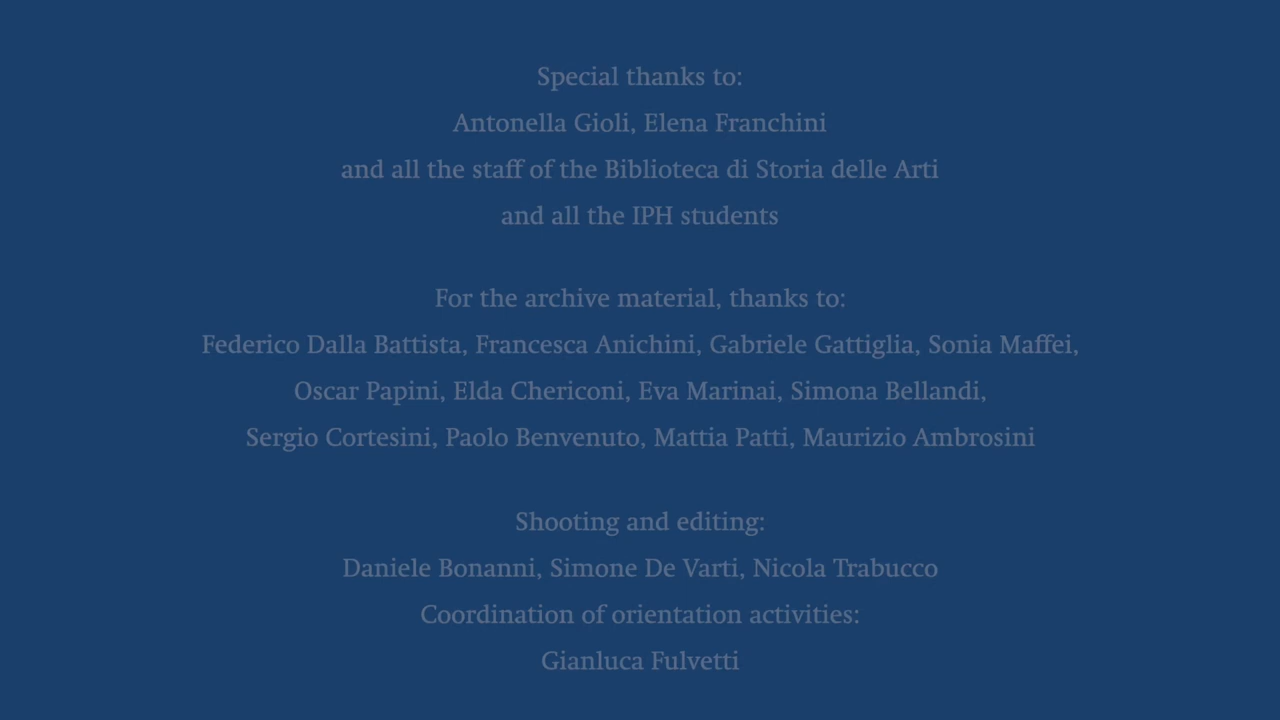 Special thanks to:
Antonella Gioli, Elena Franchini
and all the staff of the Biblioteca di Storia delle Arti
and all the IPH students
For the archive material, thanks to:
Federico Dalla Battista, Francesca Anichini, Gabriele Gattiglia, Sonia Maffei,
Oscar Papini, Elda Chericoni, Eva Marinai, Simona Bellandi,
Sergio Cortesini, Paolo Benvenuto, Mattia Patti, Maurizio Ambrosini
Shooting and editing:
Daniele Bonanni, Simone De Varti, Nicola Trabucco
Coordination of orientation activities:
Gianluca Fulvetti